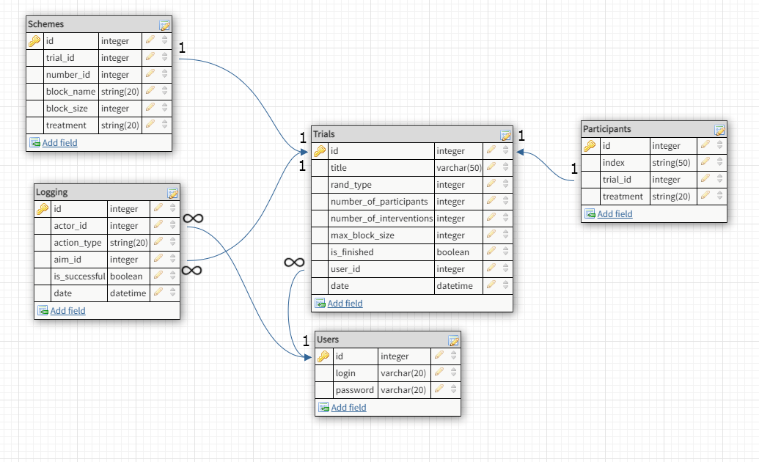 Schemes
id integer
trial_id integer
number_id integer
block_name string(20)
block_size integer
treatment string(20)
Add field
1
Logging
id integer
actor_id integer
action_type string(20)
aim_id integer
is_successful boolean
date datetime
Add field
∞
∞
1
1
Trials
id integer
title varchar(50)
rand_type integer
number_of_participants integer
number_of_interventions integer
max_block_size integer
is_finished boolean
user_id integer
date datetime
Add field
1
∞
1
Participants
id integer
index string(50)
trial_id integer
treatment string(20)
Add field
1
Users
id integer
login varchar(20)
password varchar(20)
Add field